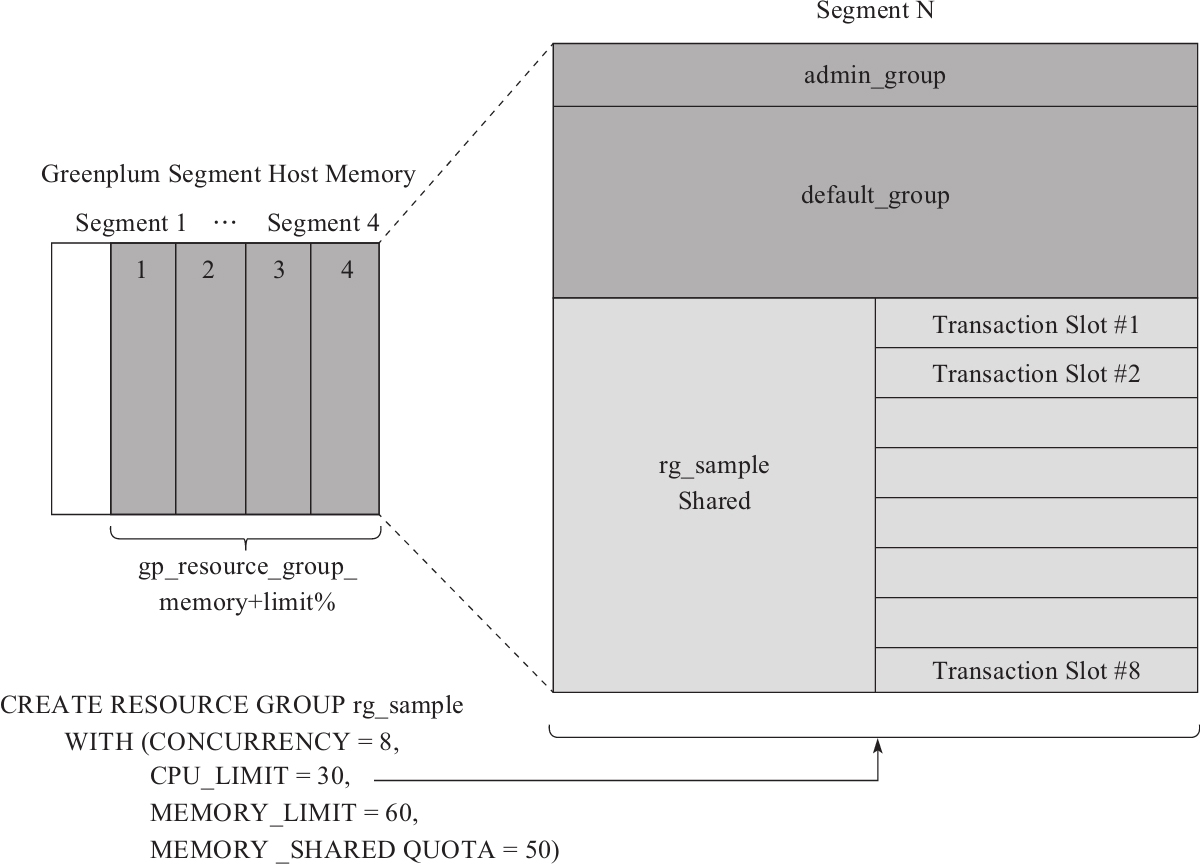 Segment N
admin_group
default_group
Greenplum Segment Host Memory
Segment 1 ··· Segment 4
1 2 3 4
Transaction Slot #1
Transaction Slot #2
rg_sample
Shared
Transaction Slot #8
gp_resource_group_
memory+limit%
CREATE RESOURCE GROUP rg_sample
WITH (CONCURRENCY = 8,
CPU_LIMIT = 30,
MEMORY_LIMIT = 60,
MEMORY _SHARED QUOTA = 50)